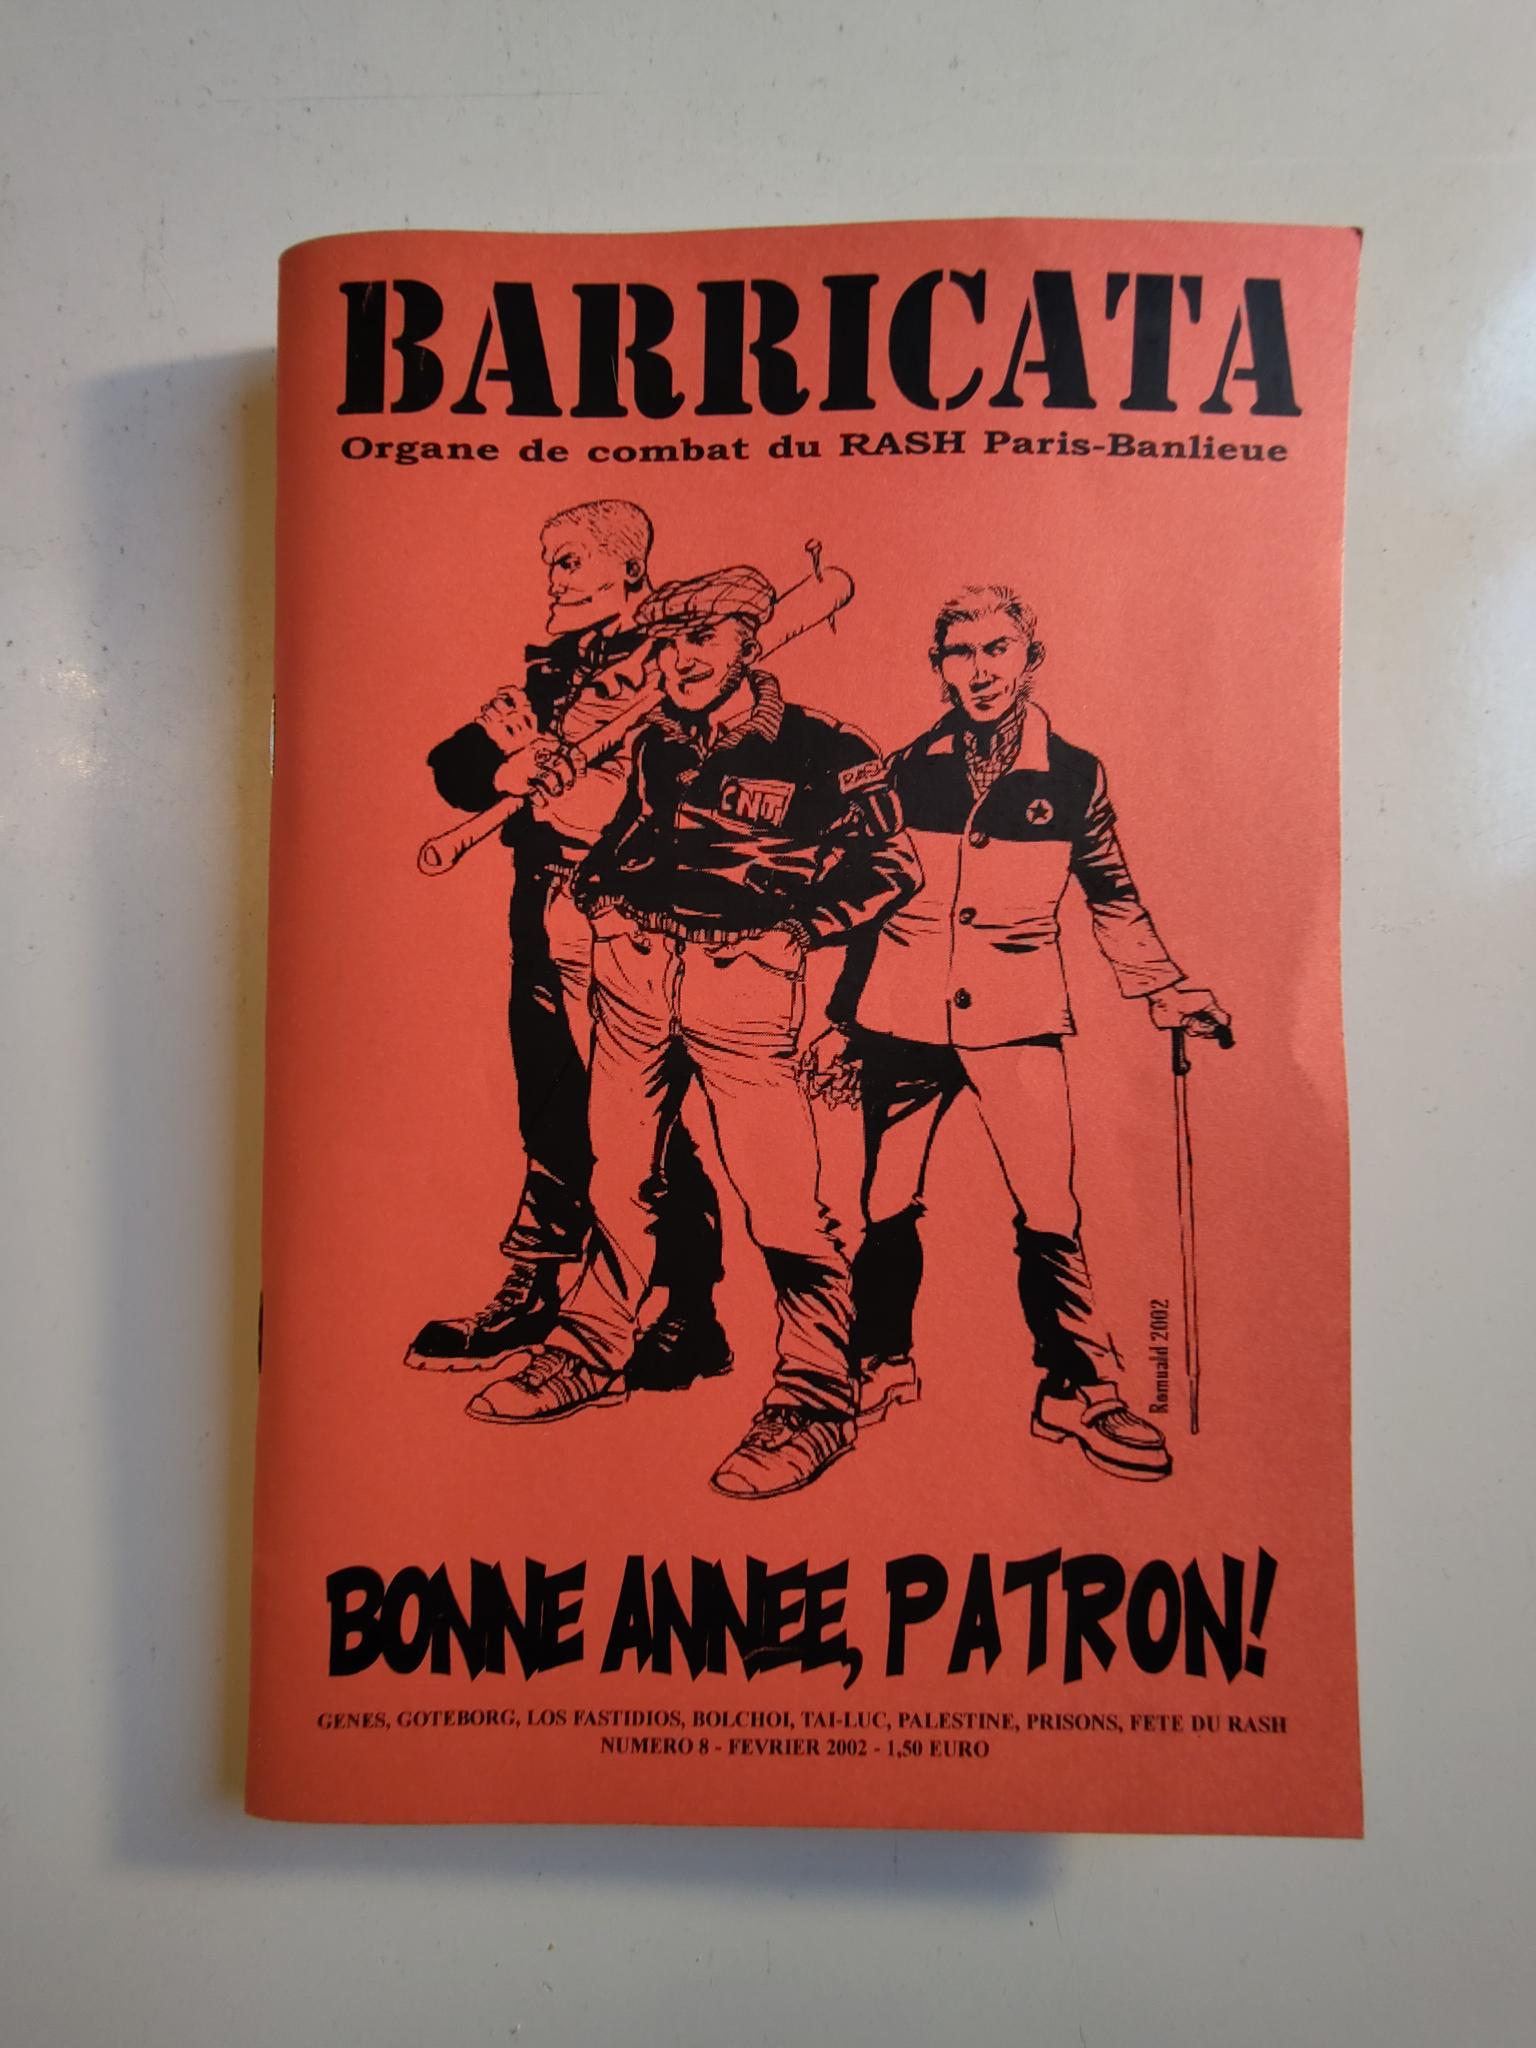 BARRICATA
Organe de combat du RASH Paris-Banlieue
CNT
Romuald 2002
BONNE ANNEE, PATRON!
GENES, GOTEBORG, LOS FASTIDIOS, BOLCHOI, TAI-LUC, PALESTINE, PRISONS, FETE DU RASH
NUMERO 8 - FEVRIER 2002 - 1,50 EURO